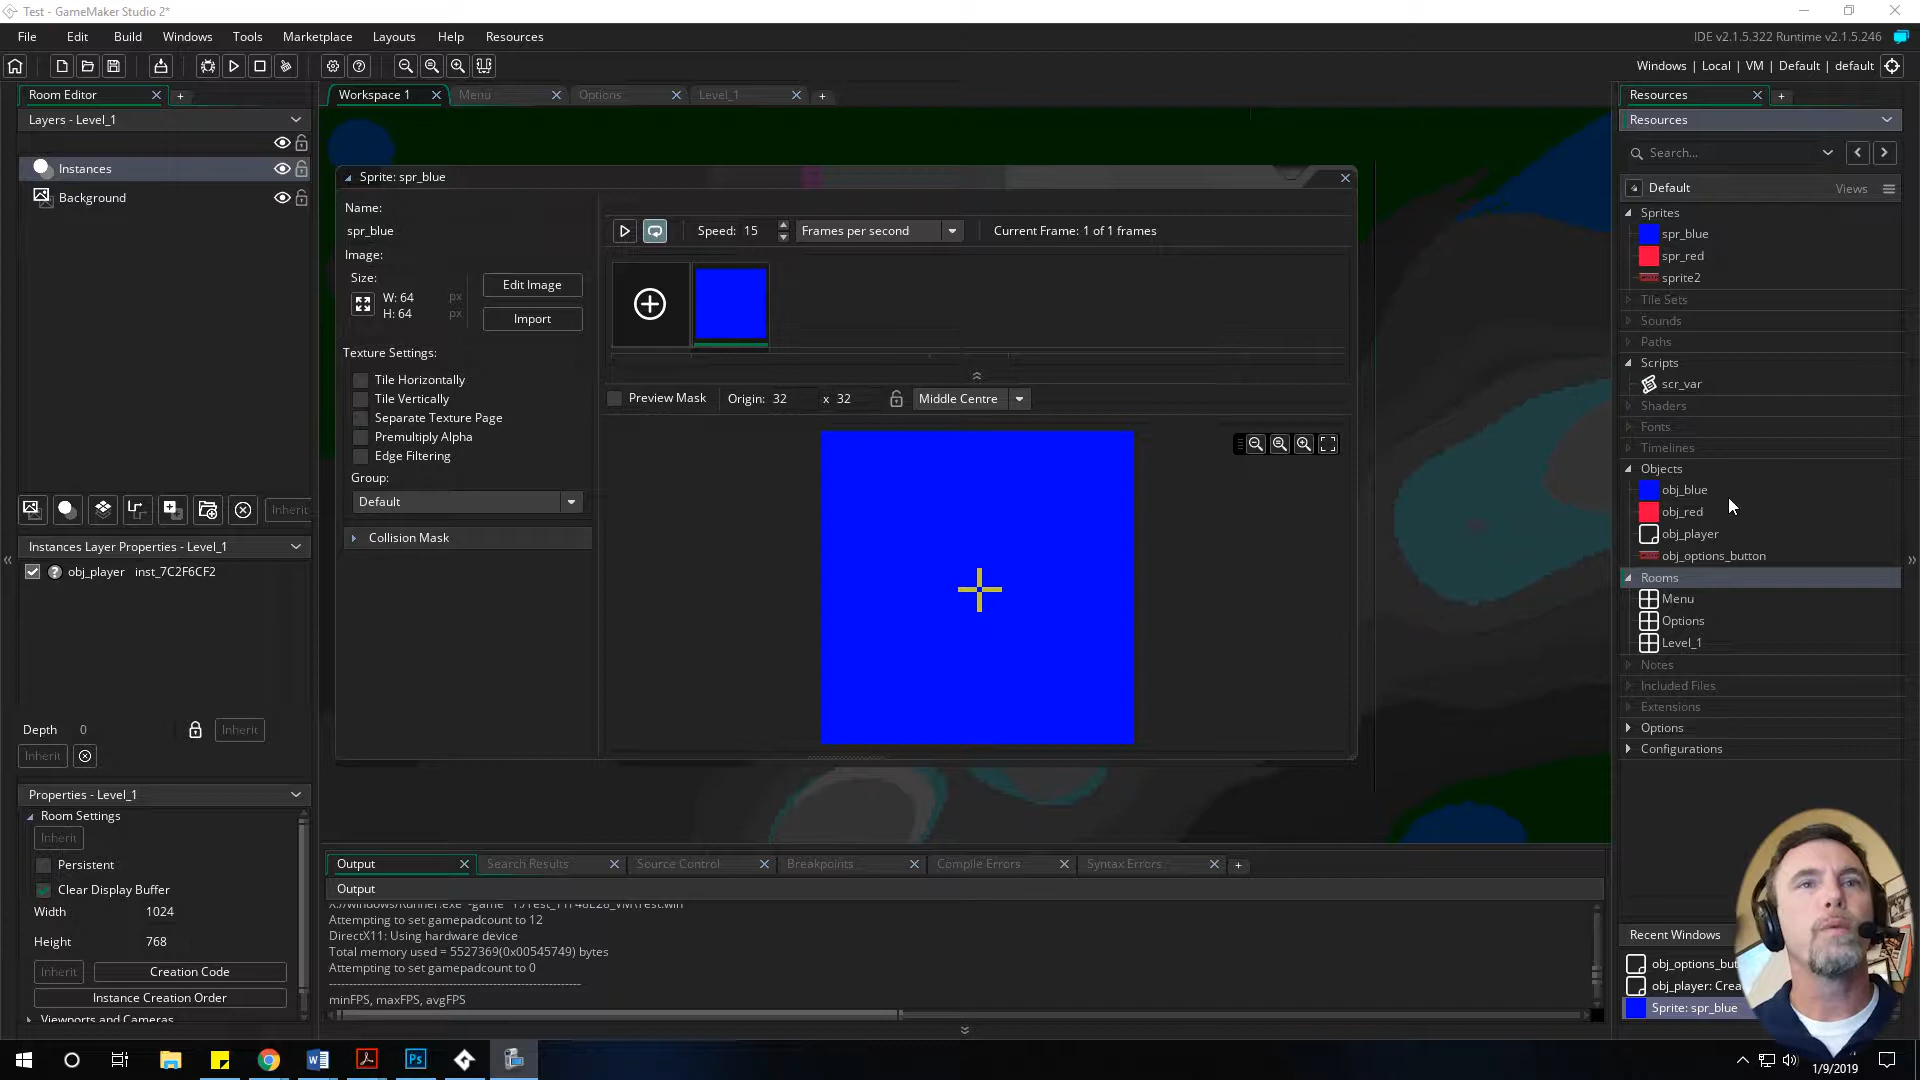 Test - GameMaker Studio 2*
File Edit Build Windows Tools Marketplace Layouts Help Resources
IDE v2.1.5.322 Runtime v2.1.5.246
Windows | Local | VM | Default | default
Room Editor
Layers - Level_1
Instances
Background
Inherit
Instances Layer Properties - Level_1
obj_player inst_7C2F6CF2
Depth 0 Inherit
Inherit
Properties - Level_1
Room Settings
Inherit
Persistent
Clear Display Buffer
Width 1024
Height 768
Inherit Creation Code
Instance Creation Order
Viewports and Cameras
Workspace 1 Menu Options Level_1
Sprite: spr_blue
Name:
spr_blue
Image:
Size:
W: 64 px
H: 64 px
Edit Image
Import
Texture Settings:
Tile Horizontally
Tile Vertically
Separate Texture Page
Premultiply Alpha
Edge Filtering
Group:
Default
Collision Mask
Speed: 15 Frames per second Current Frame: 1 of 1 frames
Preview Mask Origin: 32 x 32 Middle Centre
Output Search Results Source Control Breakpoints Compile Errors Syntax Errors
Output
Attempting to set gamepadcount to 12
DirectX11: Using hardware device
Total memory used = 5527369(0x00545749) bytes
Attempting to set gamepadcount to 0
minFPS, maxFPS, avgFPS
Resources
Resources
Search...
Default Views
Sprites
spr_blue
spr_red
sprite2
Tile Sets
Sounds
Paths
Scripts
scr_var
Shaders
Fonts
Timelines
Objects
obj_blue
obj_red
obj_player
obj_options_button
Rooms
Menu
Options
Level_1
Notes
Included Files
Extensions
Options
Configurations
Recent Windows
obj_options_but
obj_player: Crea
Sprite: spr_blue
1/9/2019